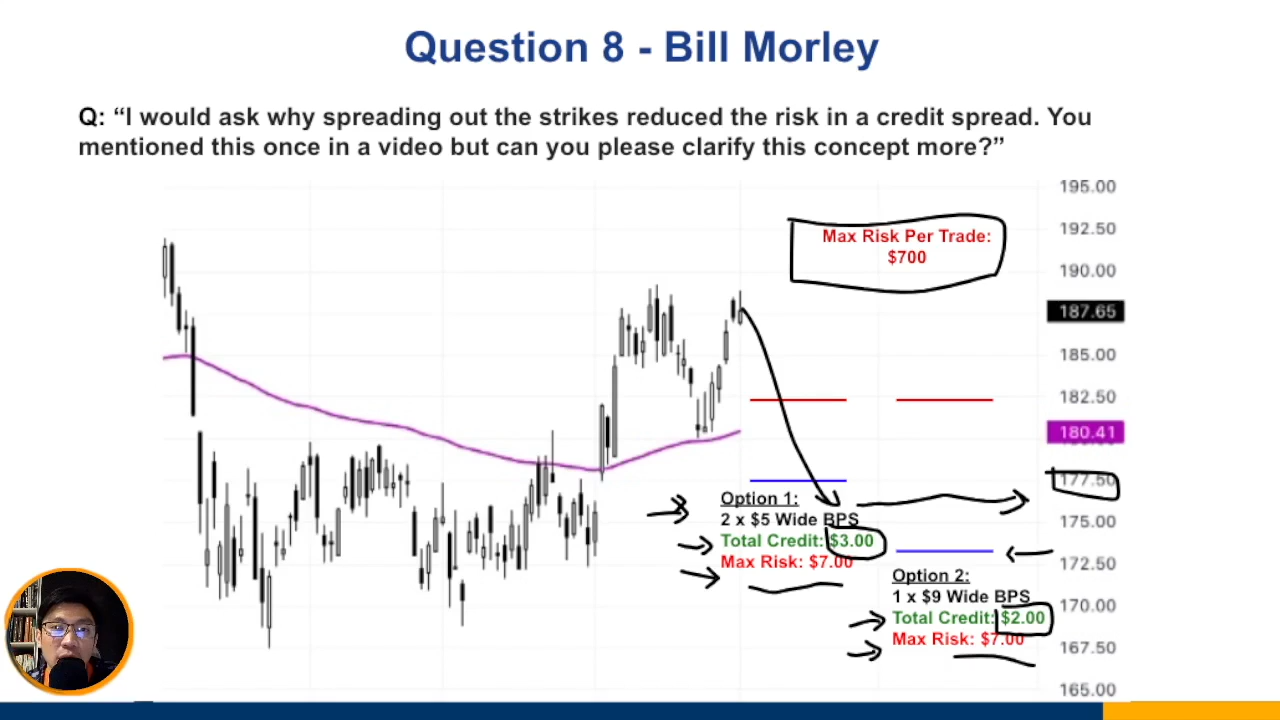 Question 8 - Bill Morley
Q: “I would ask why spreading out the strikes reduced the risk in a credit spread. You
mentioned this once in a video but can you please clarify this concept more?”
195.00
192.50
190.00
187.65
185.00
182.50
180.41
177.50
175.00
172.50
170.00
167.50
165.00
Max Risk Per Trade:
$700
Option 1:
2 x $5 Wide BPS
Total Credit: $3.00
Max Risk: $7.00
Option 2:
1 x $9 Wide BPS
Total Credit: $2.00
Max Risk: $7.00